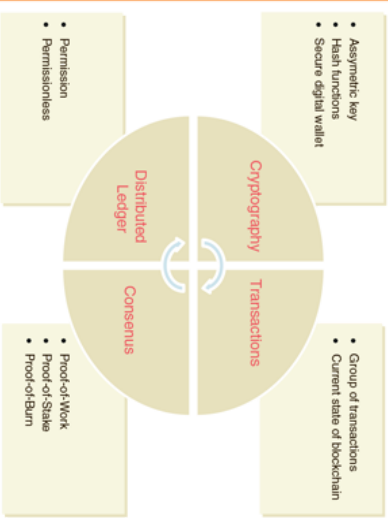 Assymetric key
Hash functions
Secure digital wallet
Group of transactions
Current state of blockchain
Cryptography
Transactions
Distributed
Ledger
Consenus
Permission
Permissionless
Proof-of-Work
Proof-of-Stake
Proof-of-Burn